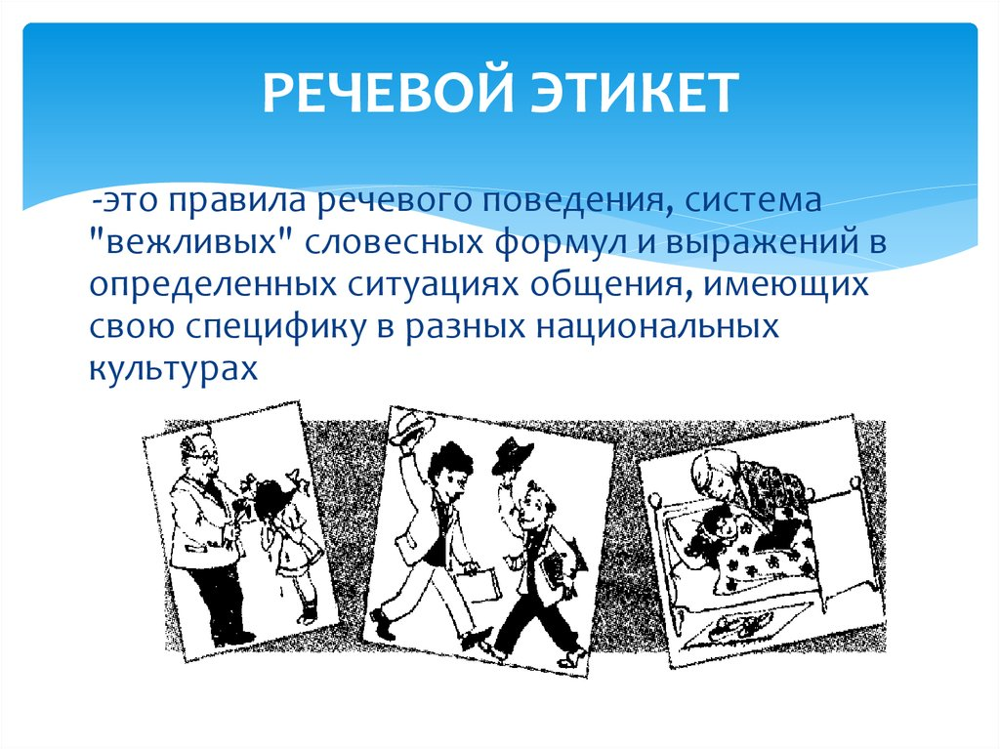 РЕЧЕВОЙ ЭТИКЕТ
-это правила речевого поведения, система
"вежливых" словесных формул и выражений в
определенных ситуациях общения, имеющих
свою специфику в разных национальных
культурах